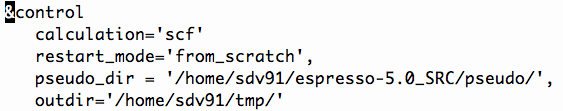 &control
calculation='scf'
restart_mode='from_scratch',
pseudo_dir = '/home/sdv91/espresso-5.0_SRC/pseudo/',
outdir='/home/sdv91/tmp/'